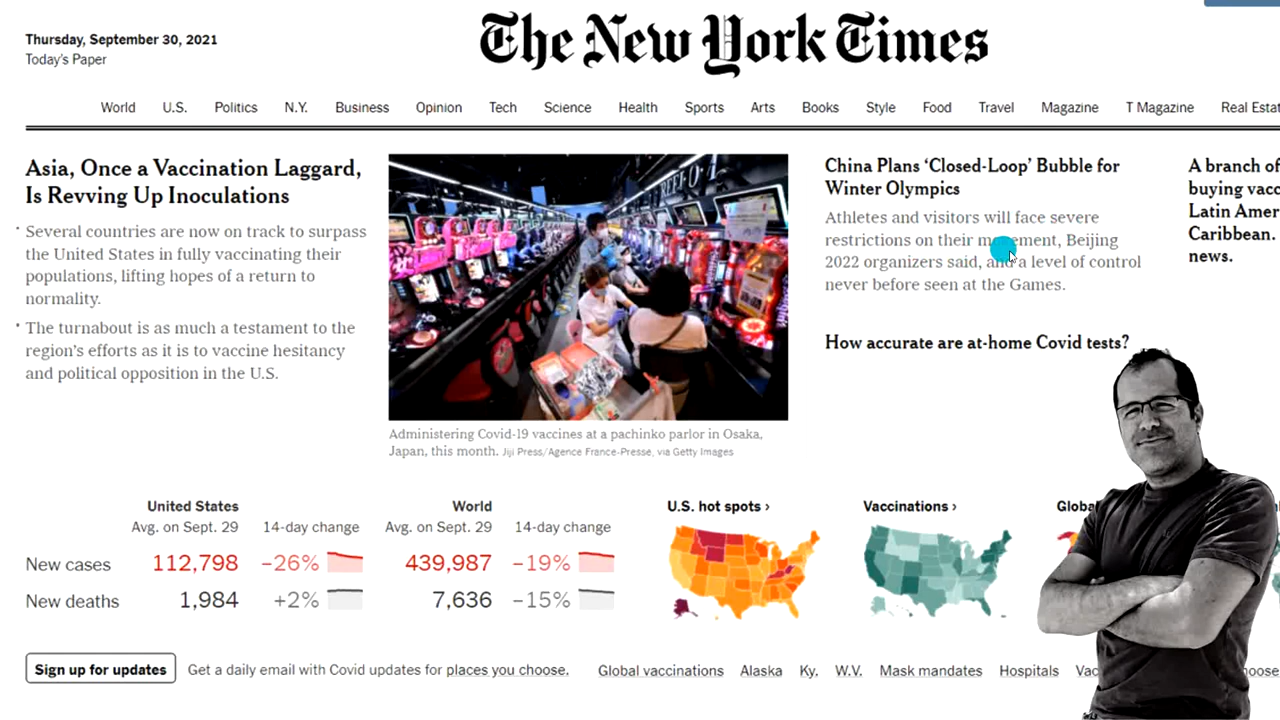 Thursday, September 30, 2021
Today's Paper
The New York Times
World U.S. Politics N.Y. Business Opinion Tech Science Health Sports Arts Books Style Food Travel Magazine T Magazine Real
Asia, Once a Vaccination Laggard,
Is Revving Up Inoculations
Several countries are now on track to surpass
the United States in fully vaccinating their
populations, lifting hopes of a return to
normality.
The turnabout is as much a testament to the
region's efforts as it is to vaccine hesitancy
and political opposition in the U.S.
Administering Covid-19 vaccines at a pachinko parlor in Osaka,
Japan, this month. Jiji Press/Agence France-Presse, via Getty Images
China Plans ‘Closed-Loop’ Bubble for
Winter Olympics
Athletes and visitors will face severe
restrictions on their movement, Beijing
2022 organizers said, and a level of control
never before seen at the Games.
How accurate are at-home Covid tests?
A branch of
buying
Latin
Caribbean.
news.
United States World
Avg. on Sept. 29 14-day change Avg. on Sept. 29 14-day change
New cases 112,798 –26% 439,987 –19%
New deaths 1,984 +2% 7,636 –15%
U.S. hot spots ›
Vaccinations ›
Sign up for updates Get a daily email with Covid updates for places you choose. Global vaccinations Alaska Ky. W.V. Mask mandates Hospitals